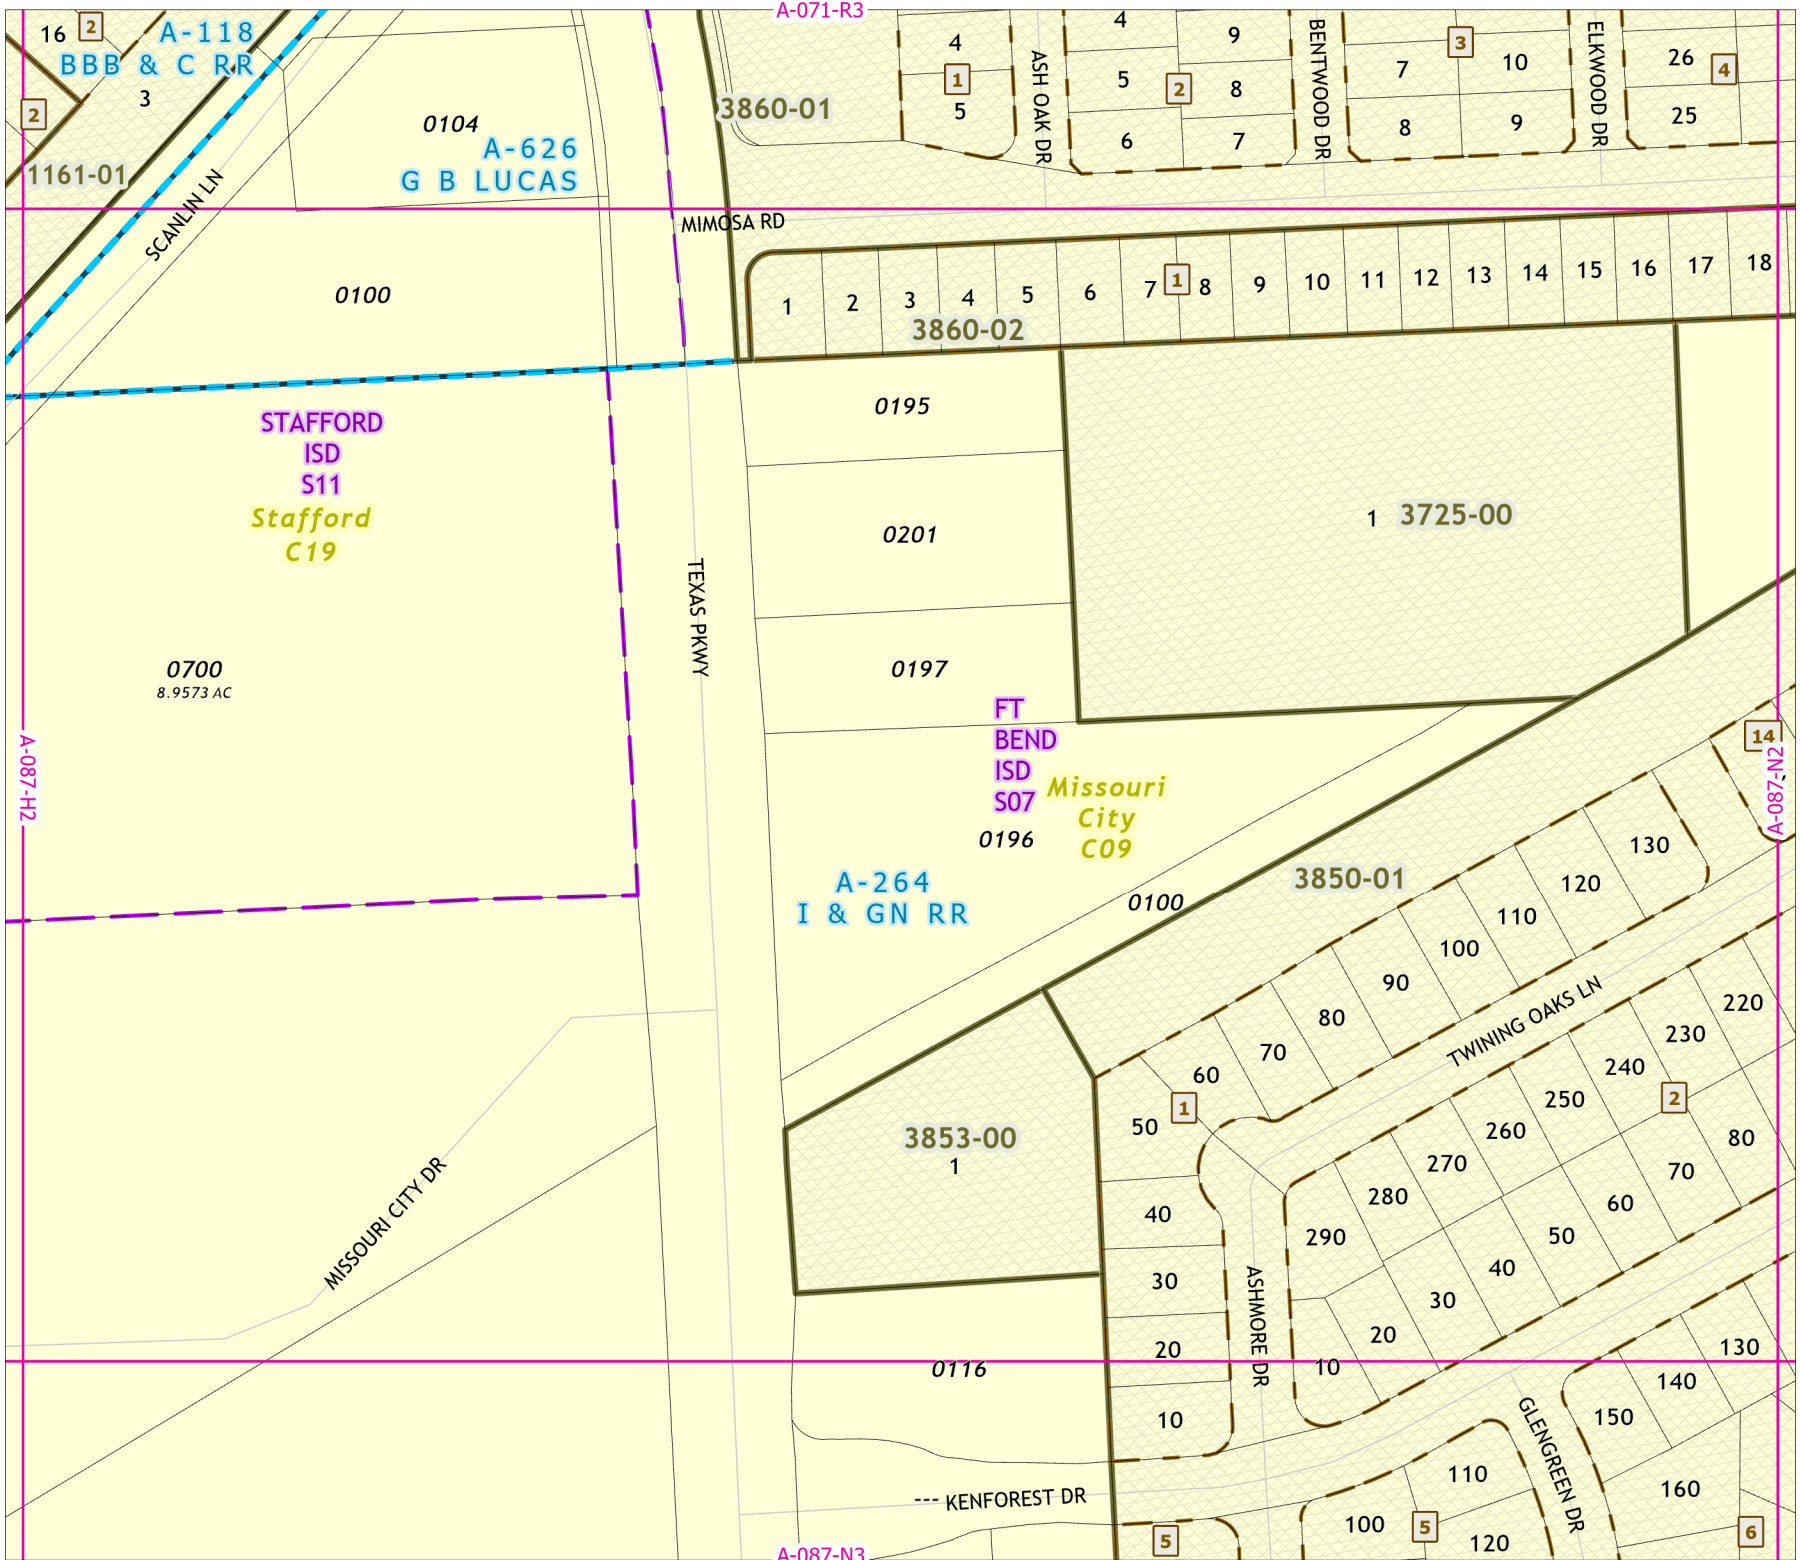 A-071-R3
16
2
A-118
BBB & C RR
3
2
1161-01
SCANLIN LN
0104
A-626
G B LUCAS
0100
3860-01
4
1
5
ASH OAK DR
4
5
6
2
9
8
7
BENTWOOD DR
3
7
10
8
9
ELKWOOD DR
26
4
25
MIMOSA RD
1
2
3
4
5
6
7
1
8
9
10
11
12
13
14
15
16
17
18
3860-02
STAFFORD
ISD
S11
Stafford
C19
0195
0201
0197
1
3725-00
TEXAS PKWY
0700
8.9573 AC
A-087-H2
FT
BEND
ISD
S07
Missouri
City
C09
0196
A-264
I & GN RR
0100
3850-01
14
A-087-N2
130
120
110
100
90
80
70
60
50
1
40
30
20
10
TWINING OAKS LN
220
230
240
250
260
270
280
290
2
80
70
60
50
40
30
20
10
3853-00
1
MISSOURI CITY DR
ASHMORE DR
0116
130
140
150
160
GLENGREEN DR
110
100
5
120
6
--- KENFOREST DR
5
A-087-N3